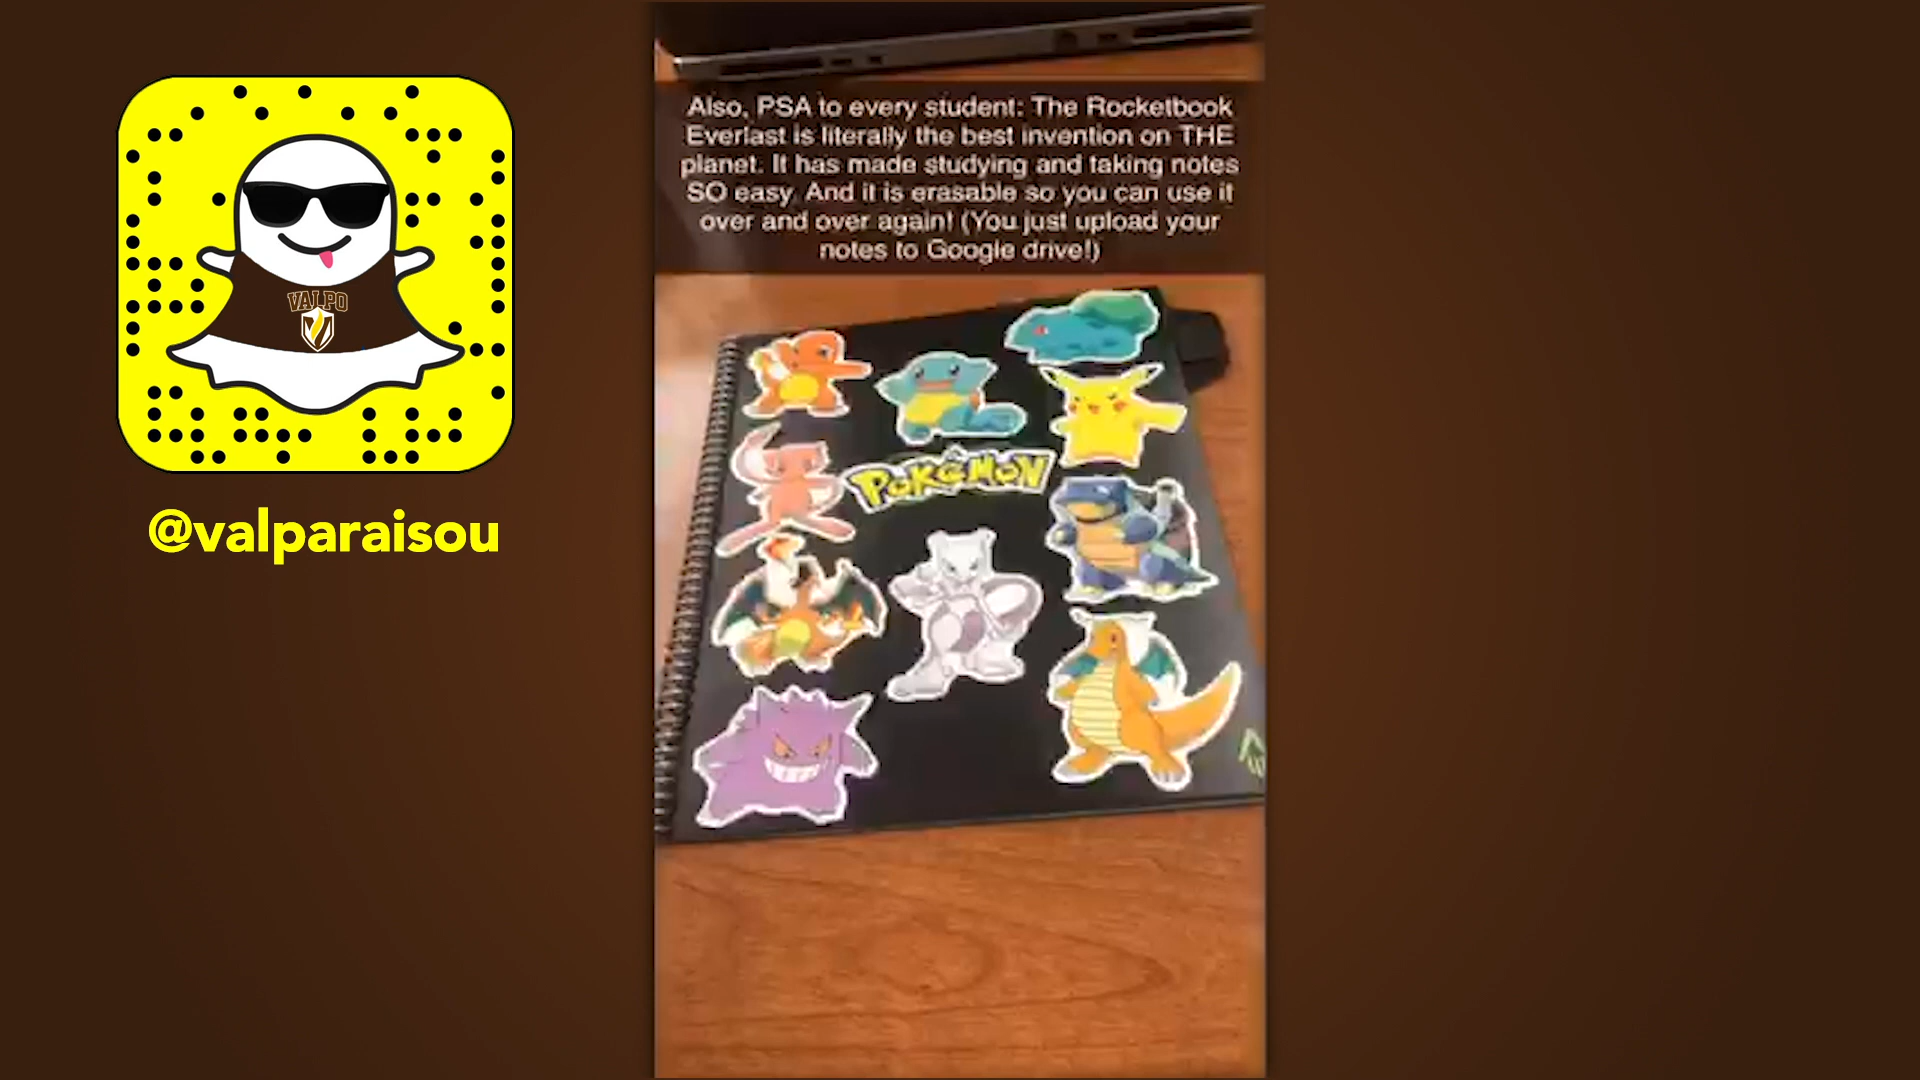 VALPO
@valparaisou
Also, PSA to every student: The Rocketbook
Everlast is literally the best invention on THE
planet. It has made studying and taking notes
SO easy. And it is erasable so you can use it
over and over again! (You just upload your
notes to Google drive!)
POKéMON